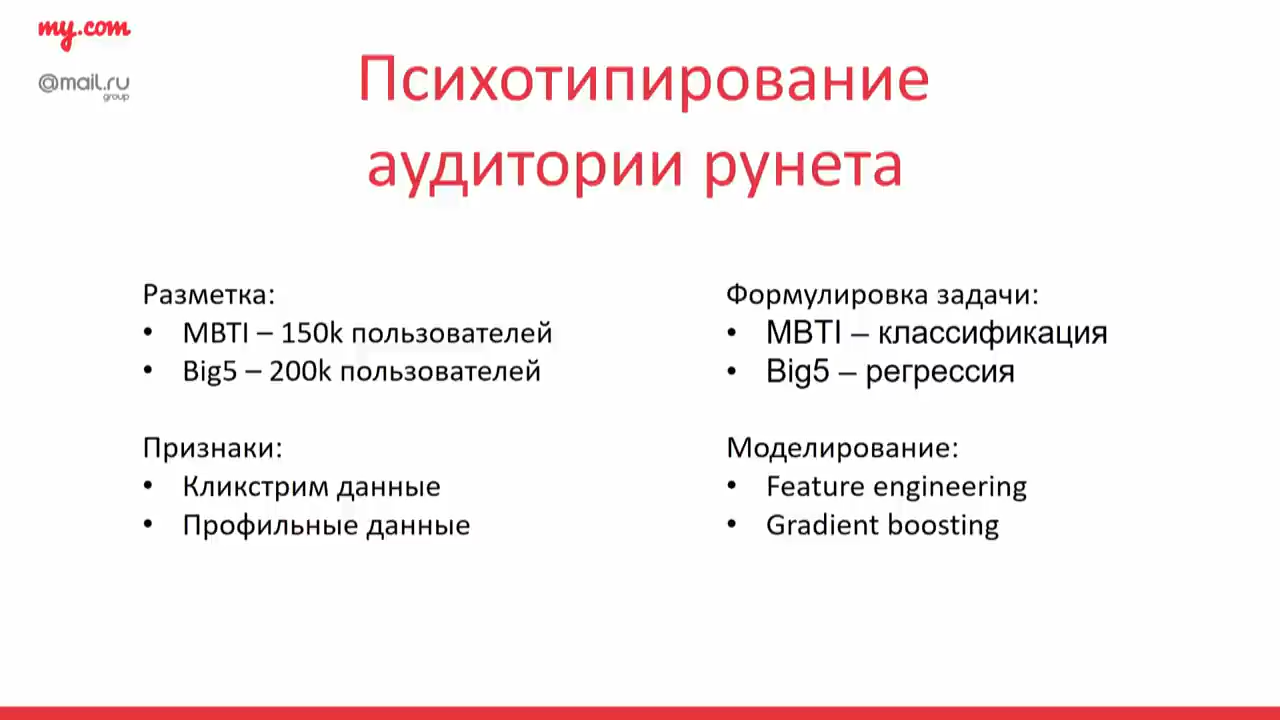 my.com
@mail.ru
group
Психотипирование
аудитории рунета
Разметка:
• MBTI – 150k пользователей
• Big5 – 200k пользователей
Признаки:
• Кликстрим данные
• Профильные данные
Формулировка задачи:
• MBTI – классификация
• Big5 – регрессия
Моделирование:
• Feature engineering
• Gradient boosting